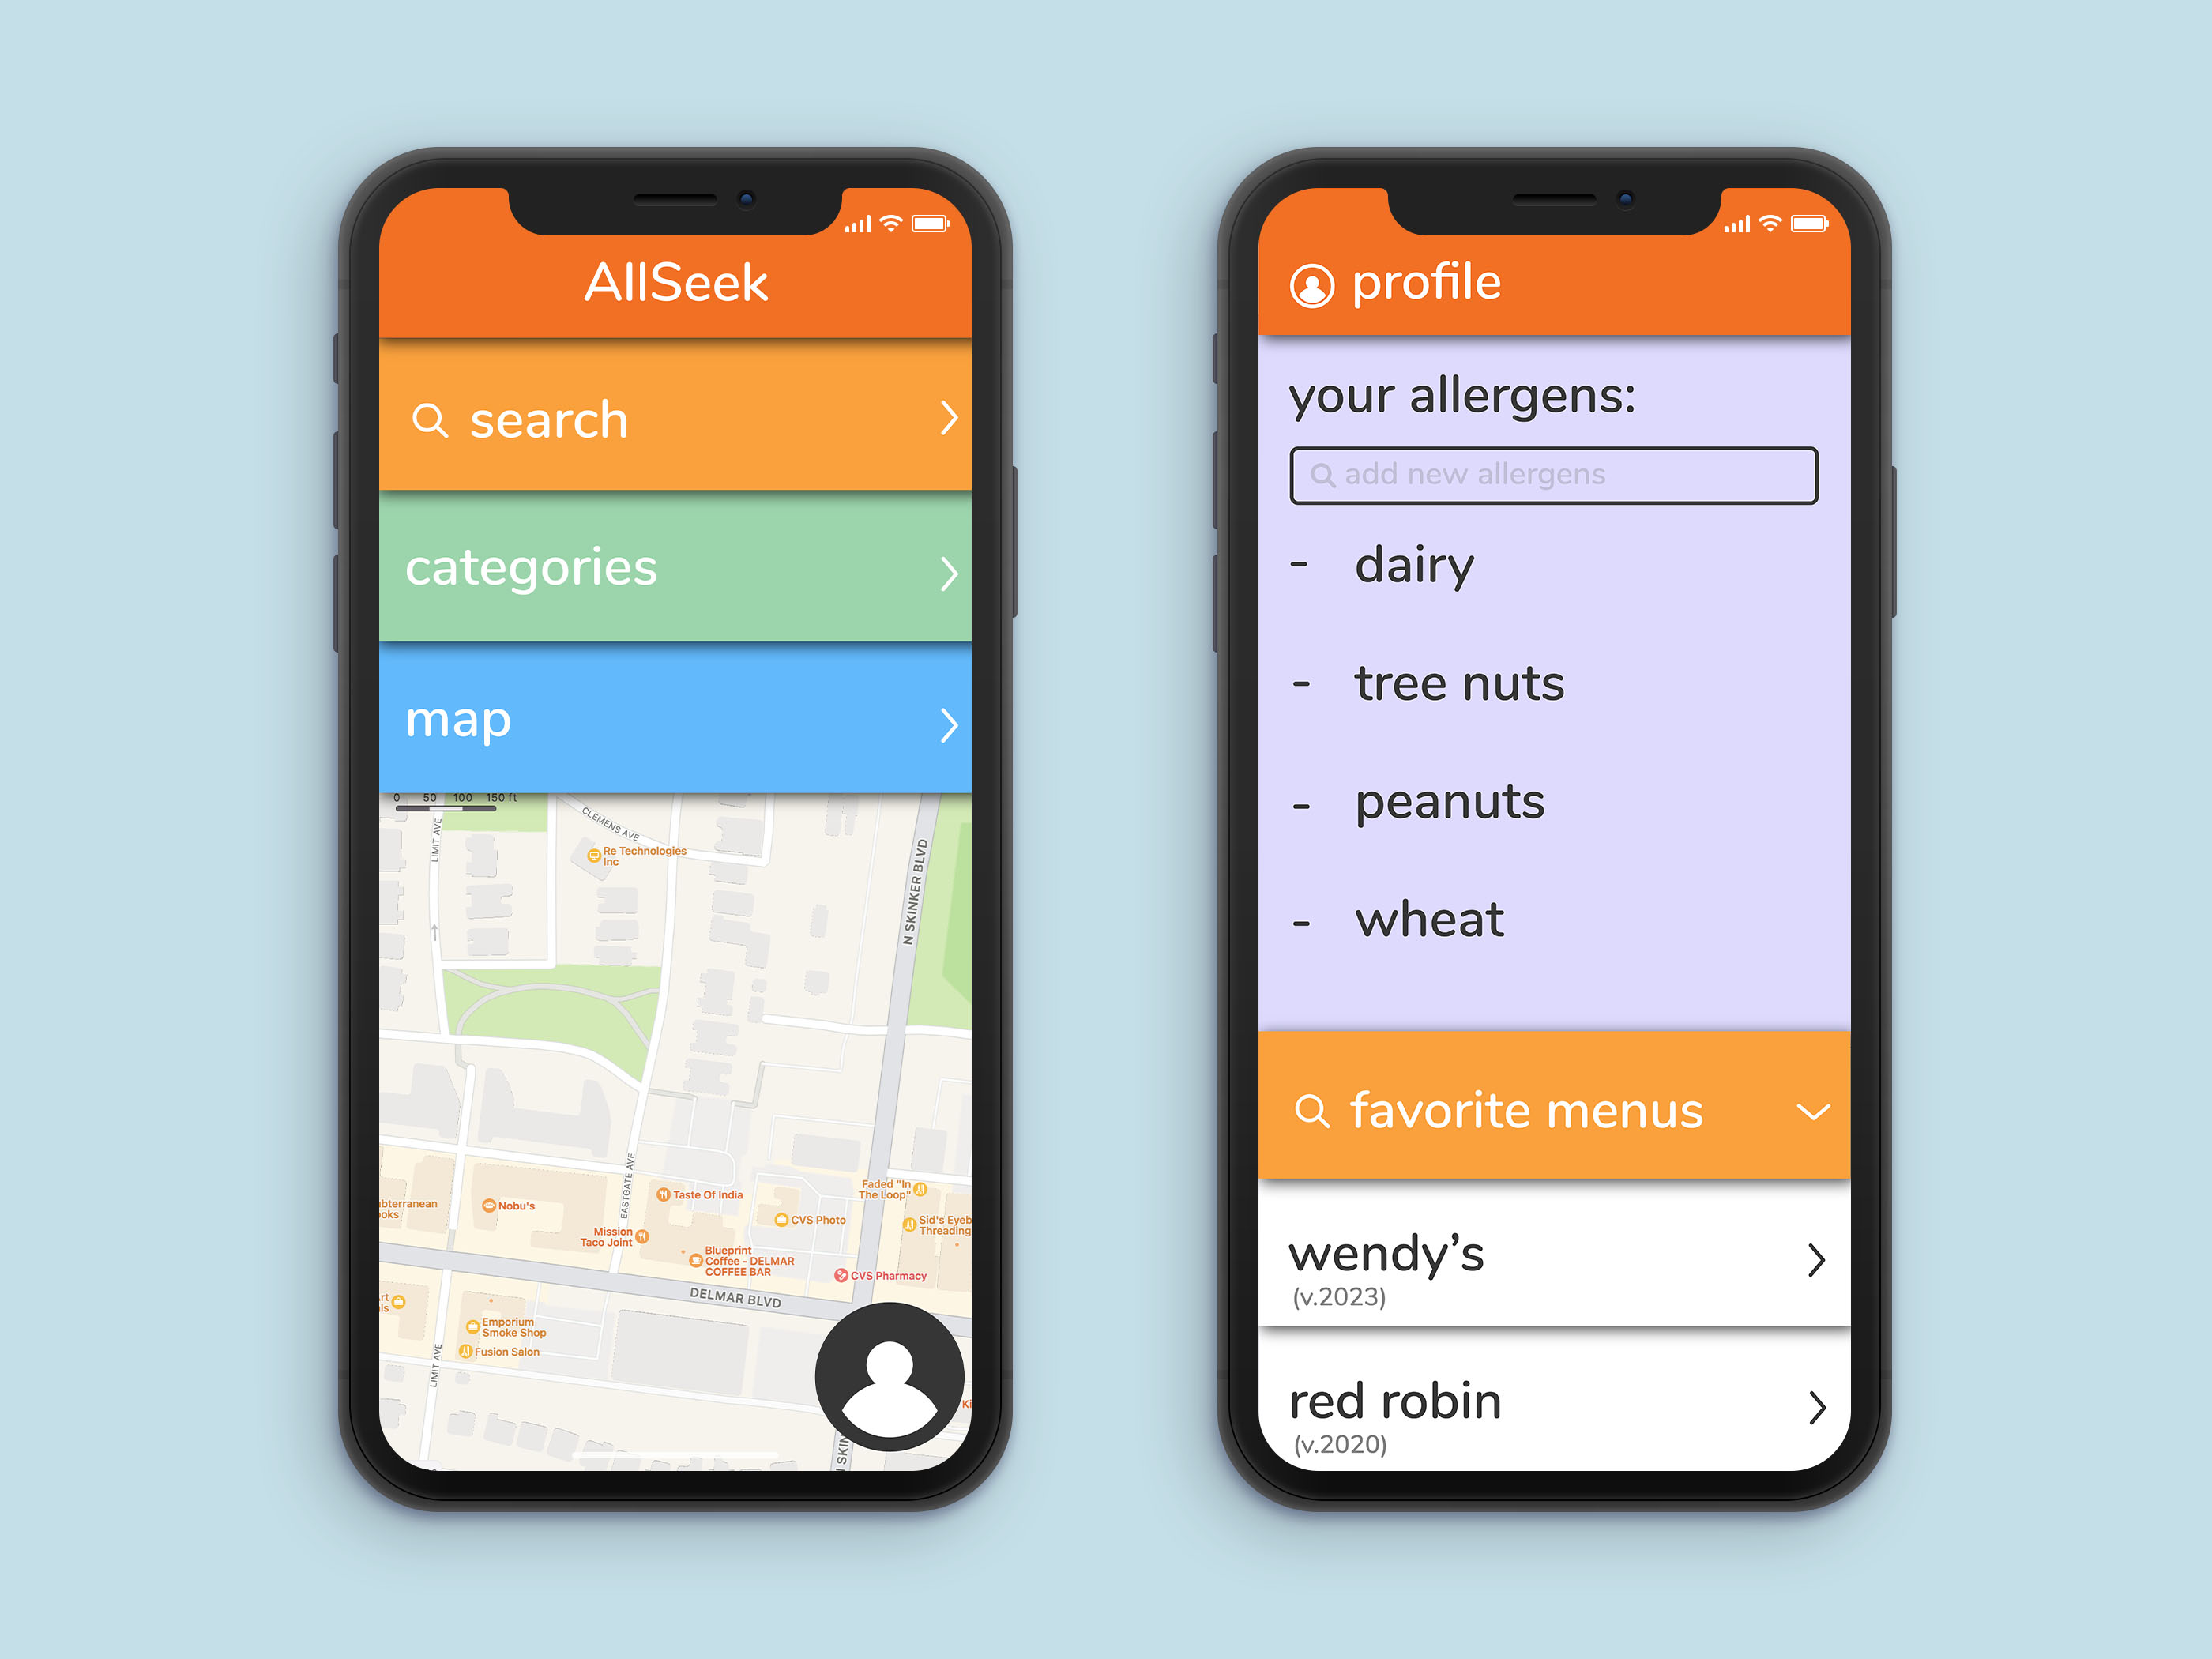 AllSeek
search
categories
map
0 50 100 150 ft
LIMIT AVE
CLEMENS AVE
Re Technologies
Inc
N SKINKER BLVD
EASTGATE AVE
Taste Of India
Nobu's
Mission
Taco Joint
Blueprint
Coffee - DELMAR
COFFEE BAR
CVS Photo
Faded "In
The Loop"
Sid's Eyeb
Threading
CVS Pharmacy
DELMAR BLVD
Emporium
Smoke Shop
Fusion Salon
LIMIT AVE
N SKIN
profile
your allergens:
add new allergens
- dairy
- tree nuts
- peanuts
- wheat
favorite menus
wendy’s
(v.2023)
red robin
(v.2020)